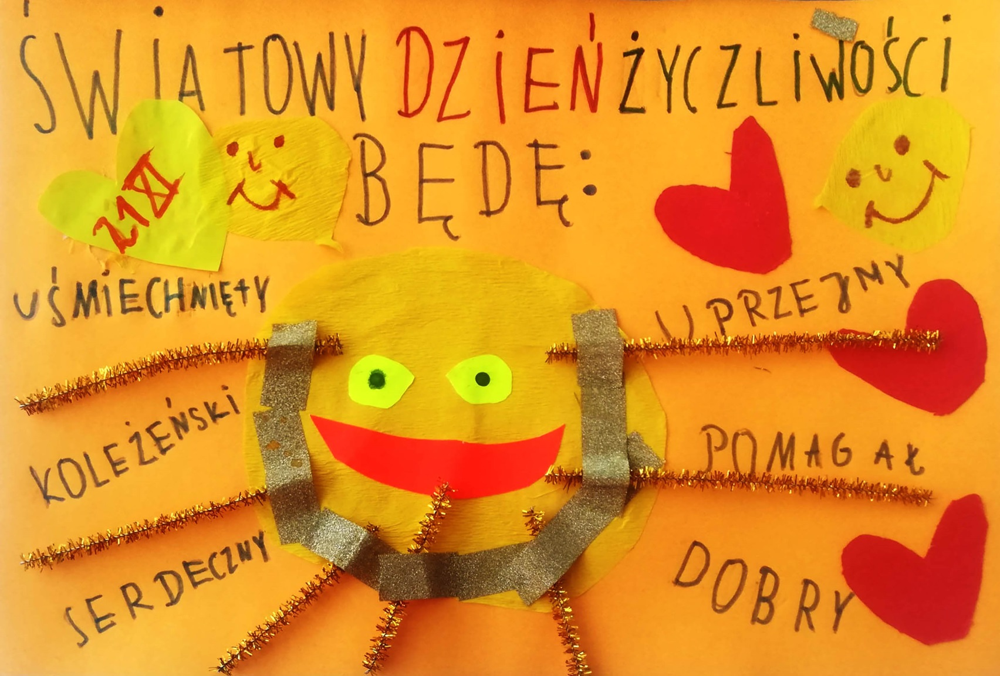 ŚWiATOWY DZiEŃ ŻYCZLiWOŚCi
21 XI
BĘDĘ:
UŚMIECHNIĘTY
UPRZEJMY
KOLEŻEŃSKi
POMAGAŁ
SERDECZNY
DOBRY